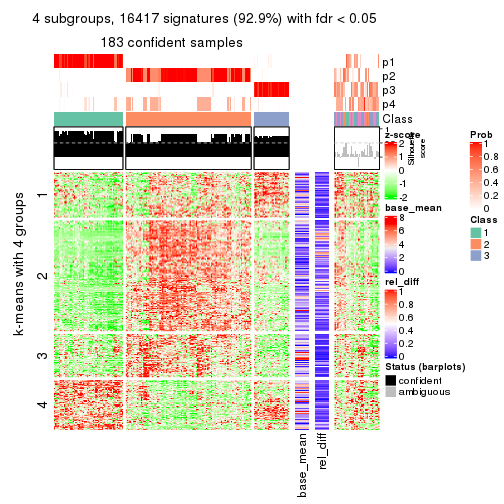 4 subgroups, 16417 signatures (92.9%) with fdr < 0.05
183 confident samples
p1
p2
p3
p4
Class
1
Silhouette
score
k-means with 4 groups
1
2
3
4
base_mean
rel_diff
z-score
2
1
0
-1
-2
base_mean
8
6
4
2
0
rel_diff
1
0.8
0.6
0.4
0.2
0
Status (barplots)
confident
ambiguous
Prob
1
0.8
0.6
0.4
0.2
0
Class
1
2
3